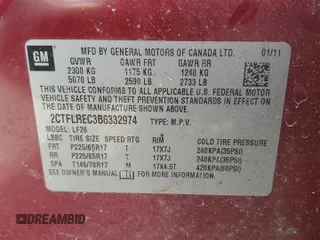 GM
MFD BY GENERAL MOTORS OF CANADA LTD. 01/11
GVWR GAWR FRT GAWR RR
2300 KG 1175 KG 1240 KG
5070 LB 2590 LB 2733 LB
THIS VEHICLE CONFORMS TO ALL APPLICABLE U.S. FEDERAL MOTOR
VEHICLE SAFETY AND THEFT PREVENTION STANDARDS IN EFFECT ON
THE DATE OF MANUFACTURE SHOWN ABOVE.
2CTFLREC3B6332974 TYPE: M.P.V.
MODEL: LF26
TIRE SIZE SPEED RTG RIM COLD TIRE PRESSURE
FRT P225/65R17 T 17X7J 240KPA(35PSI)
RR P225/65R17 T 17X7J 240KPA(35PSI)
SPA T145/70R17 M 17X4.5T 420KPA(60PSI)
SEE OWNER'S MANUAL FOR ADDITIONAL INFORMATION.
DREAMBID